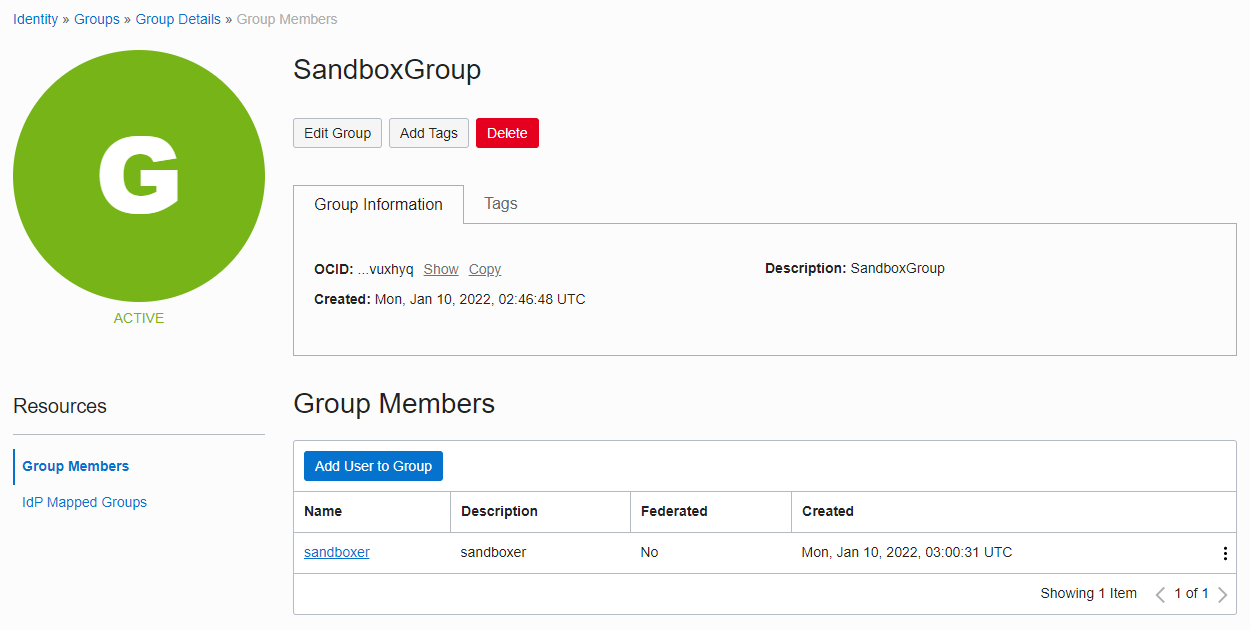 Identity » Groups » Group Details » Group Members
G
ACTIVE
SandboxGroup
Edit Group Add Tags Delete
Group Information Tags
OCID: ...vuxhyq Show Copy Description: SandboxGroup
Created: Mon, Jan 10, 2022, 02:46:48 UTC
Resources
Group Members
IdP Mapped Groups
Group Members
Add User to Group
Name Description Federated Created
sandboxer sandboxer No Mon, Jan 10, 2022, 03:00:31 UTC
Showing 1 Item 1 of 1